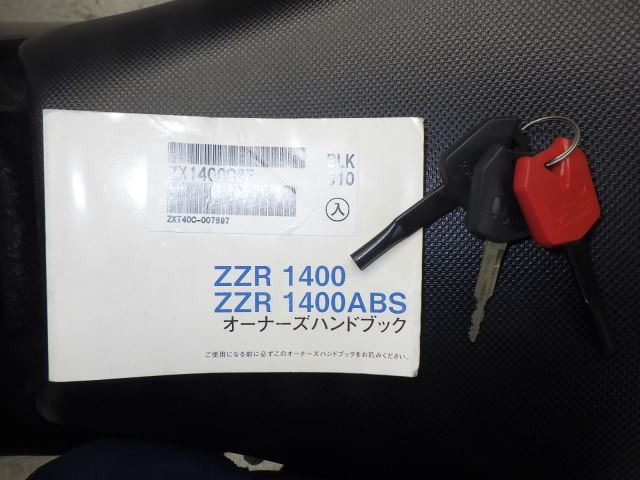 BLK
910
ZXT40C-007897
入
ZZR 1400
ZZR 1400ABS
オーナーズハンドブック
ご使用になる前に必ずこのオーナーズハンドブックをお読みください。